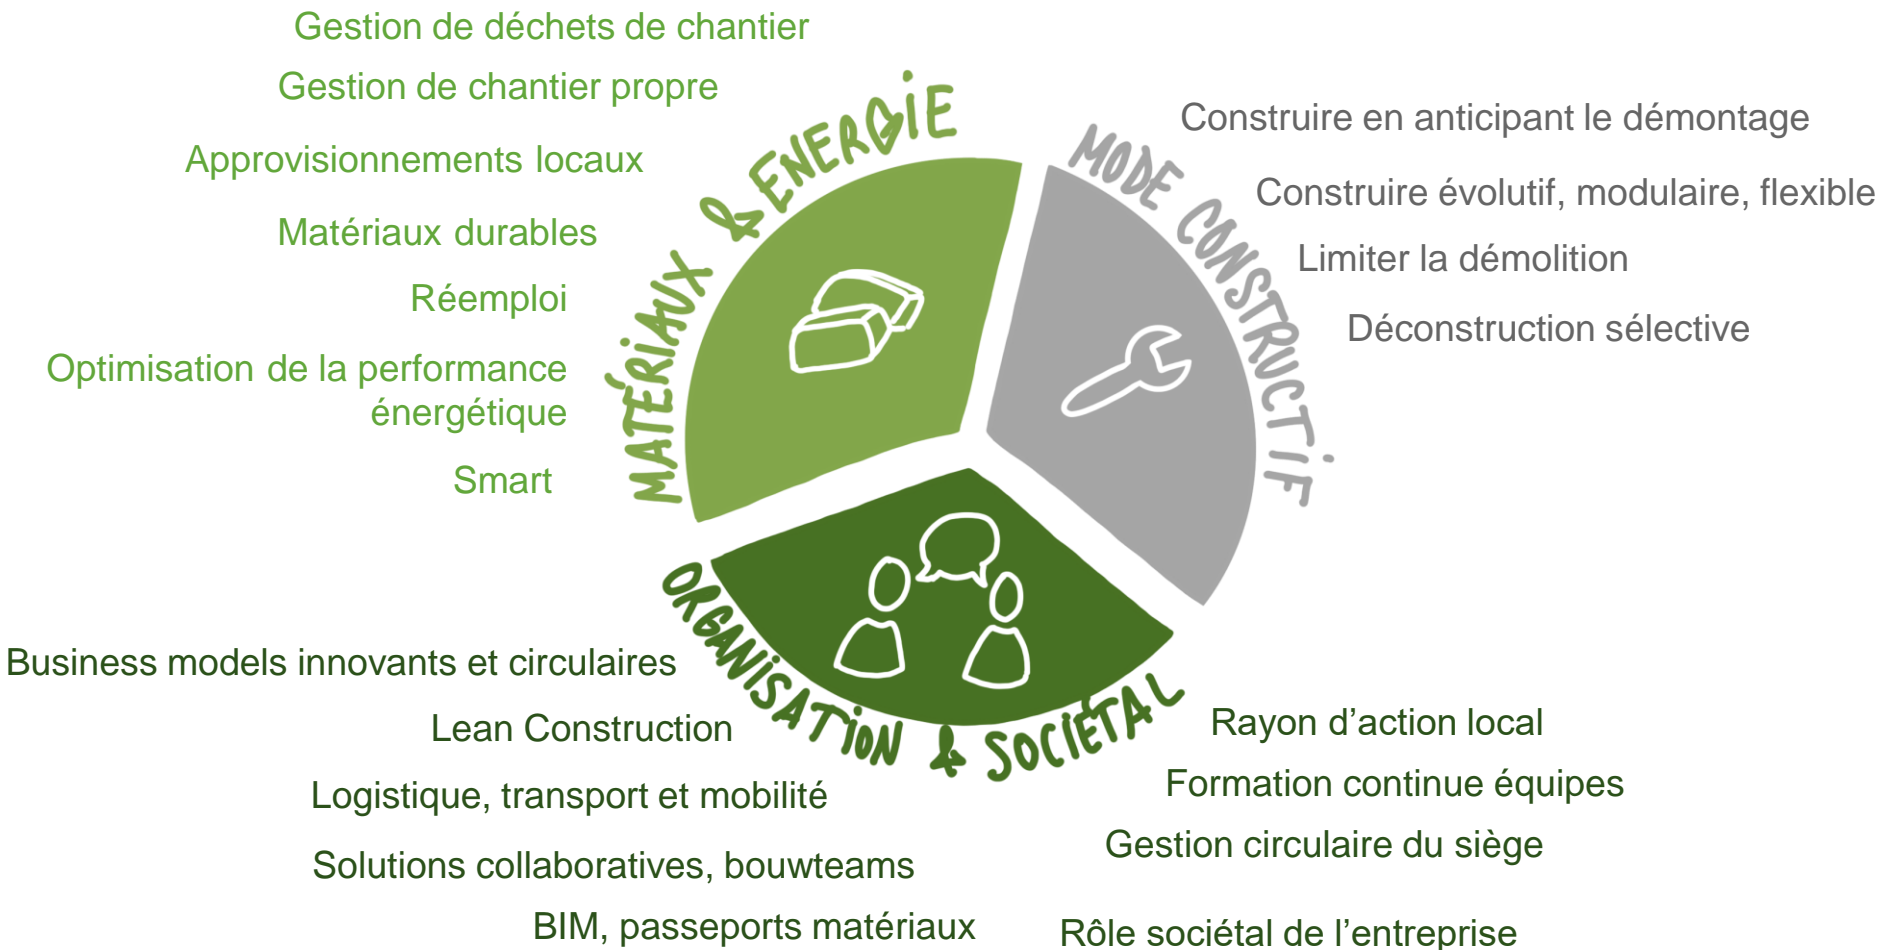 Gestion de déchets de chantier
Gestion de chantier propre
Approvisionnements locaux
Matériaux durables
Réemploi
Optimisation de la performance
énergétique
Smart
MATÉRIAUX & ENERGIE
MODE CONSTRUCTIF
Construire en anticipant le démontage
Construire évolutif, modulaire, flexible
Limiter la démolition
Déconstruction sélective
ORGANISATION & SOCIÉTAL
Business models innovants et circulaires
Lean Construction
Logistique, transport et mobilité
Solutions collaboratives, bouwteams
BIM, passeports matériaux
Rayon d’action local
Formation continue équipes
Gestion circulaire du siège
Rôle sociétal de l’entreprise